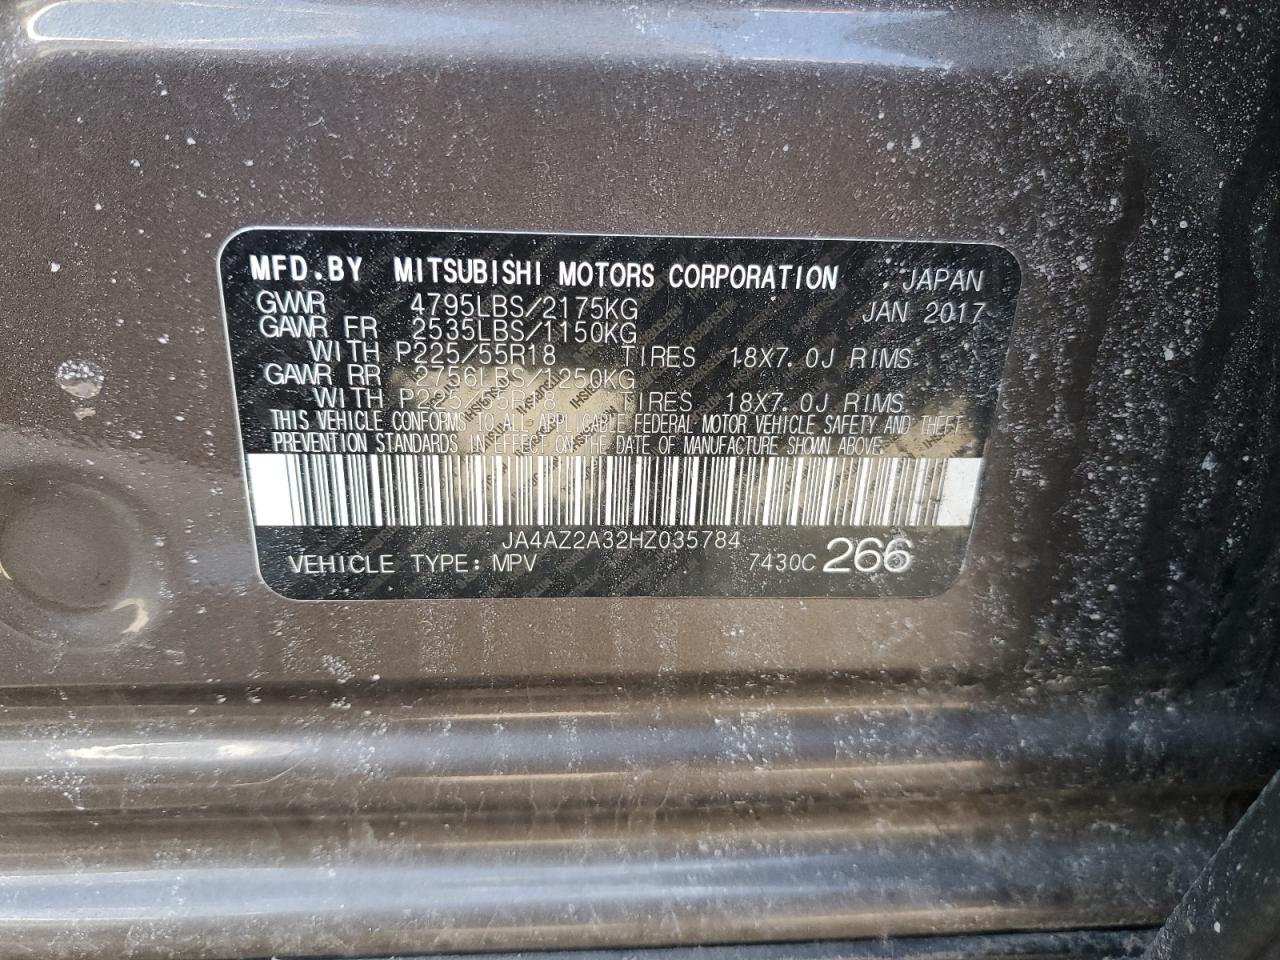 MFD.BY MITSUBISHI MOTORS CORPORATION JAPAN
GVWR 4795LBS/2175KG JAN 2017
GAWR FR 2535LBS/1150KG
WITH P225/55R18 TIRES 18X7.0J RIMS
GAWR RR 2756LBS/1250KG
WITH P225/55R18 TIRES 18X7.0J RIMS
THIS VEHICLE CONFORMS TO ALL APPLICABLE FEDERAL MOTOR VEHICLE SAFETY AND THEFT
PREVENTION STANDARDS IN EFFECT ON THE DATE OF MANUFACTURE SHOWN ABOVE.
JA4AZ2A32HZ035784
VEHICLE TYPE: MPV 7430C 266